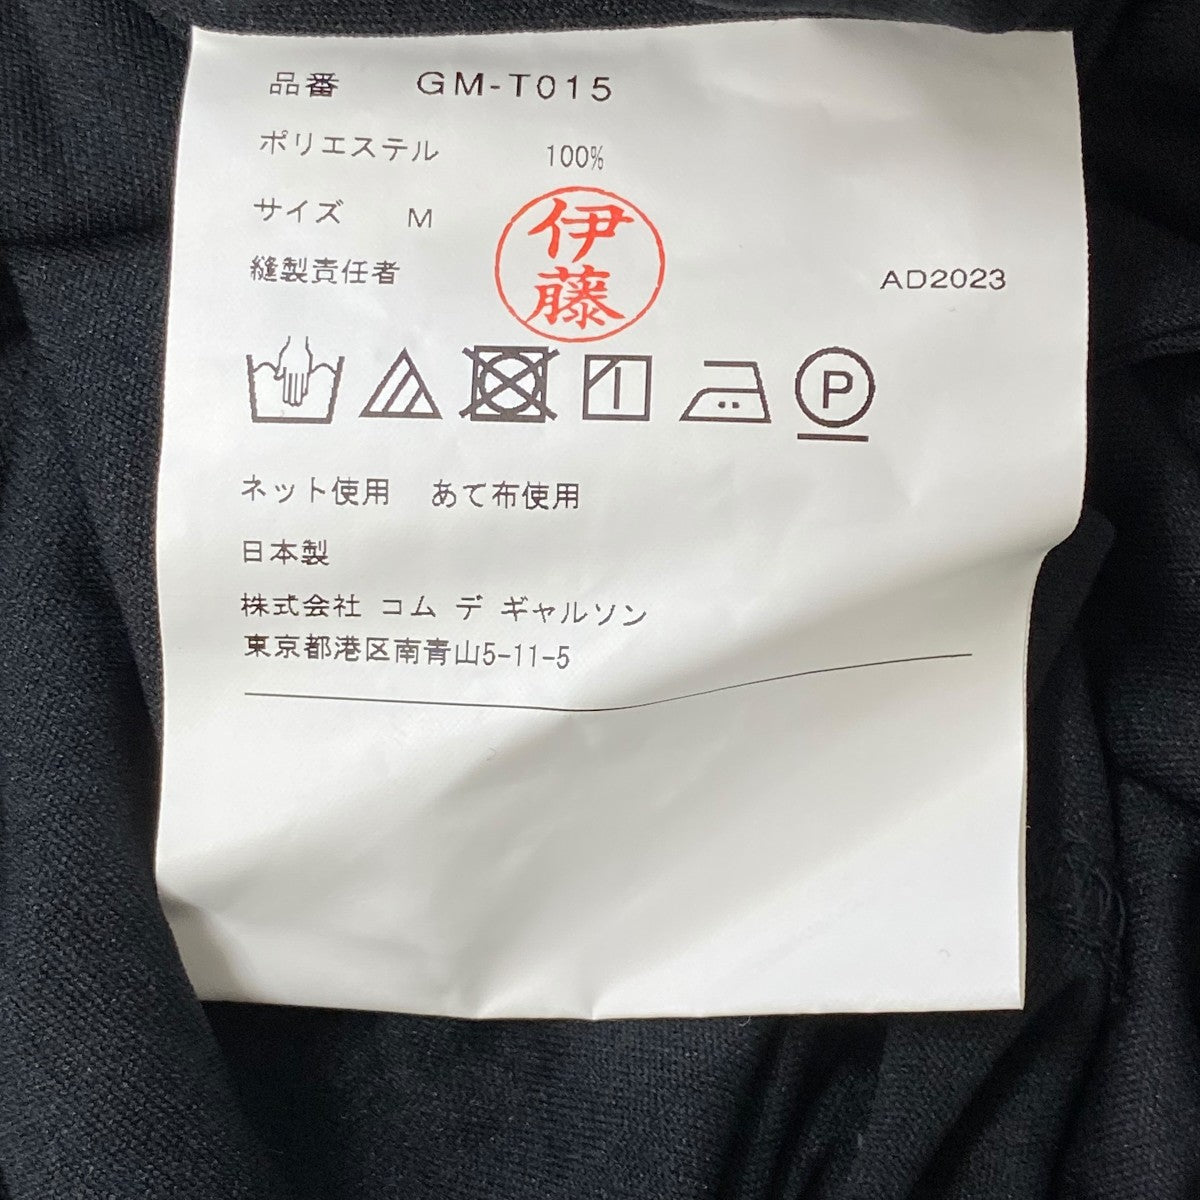 品番 GM-T015
ポリエステル 100%
サイズ M
伊藤
縫製責任者 AD2023
P
ネット使用 あて布使用
日本製
株式会社 コム デ ギャルソン
東京都港区南青山5-11-5